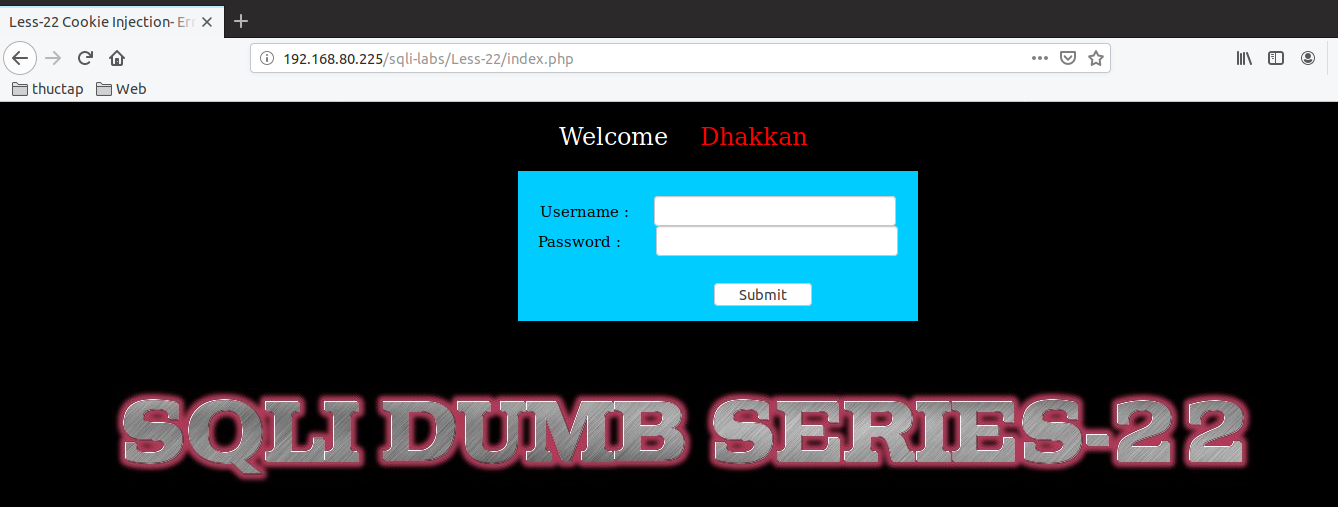 Less-22 Cookie Injection- Err
192.168.80.225/sqli-labs/Less-22/index.php
thuctap Web
Welcome Dhakkan
Username :
Password :
Submit
SQLI DUMB SERIES-22